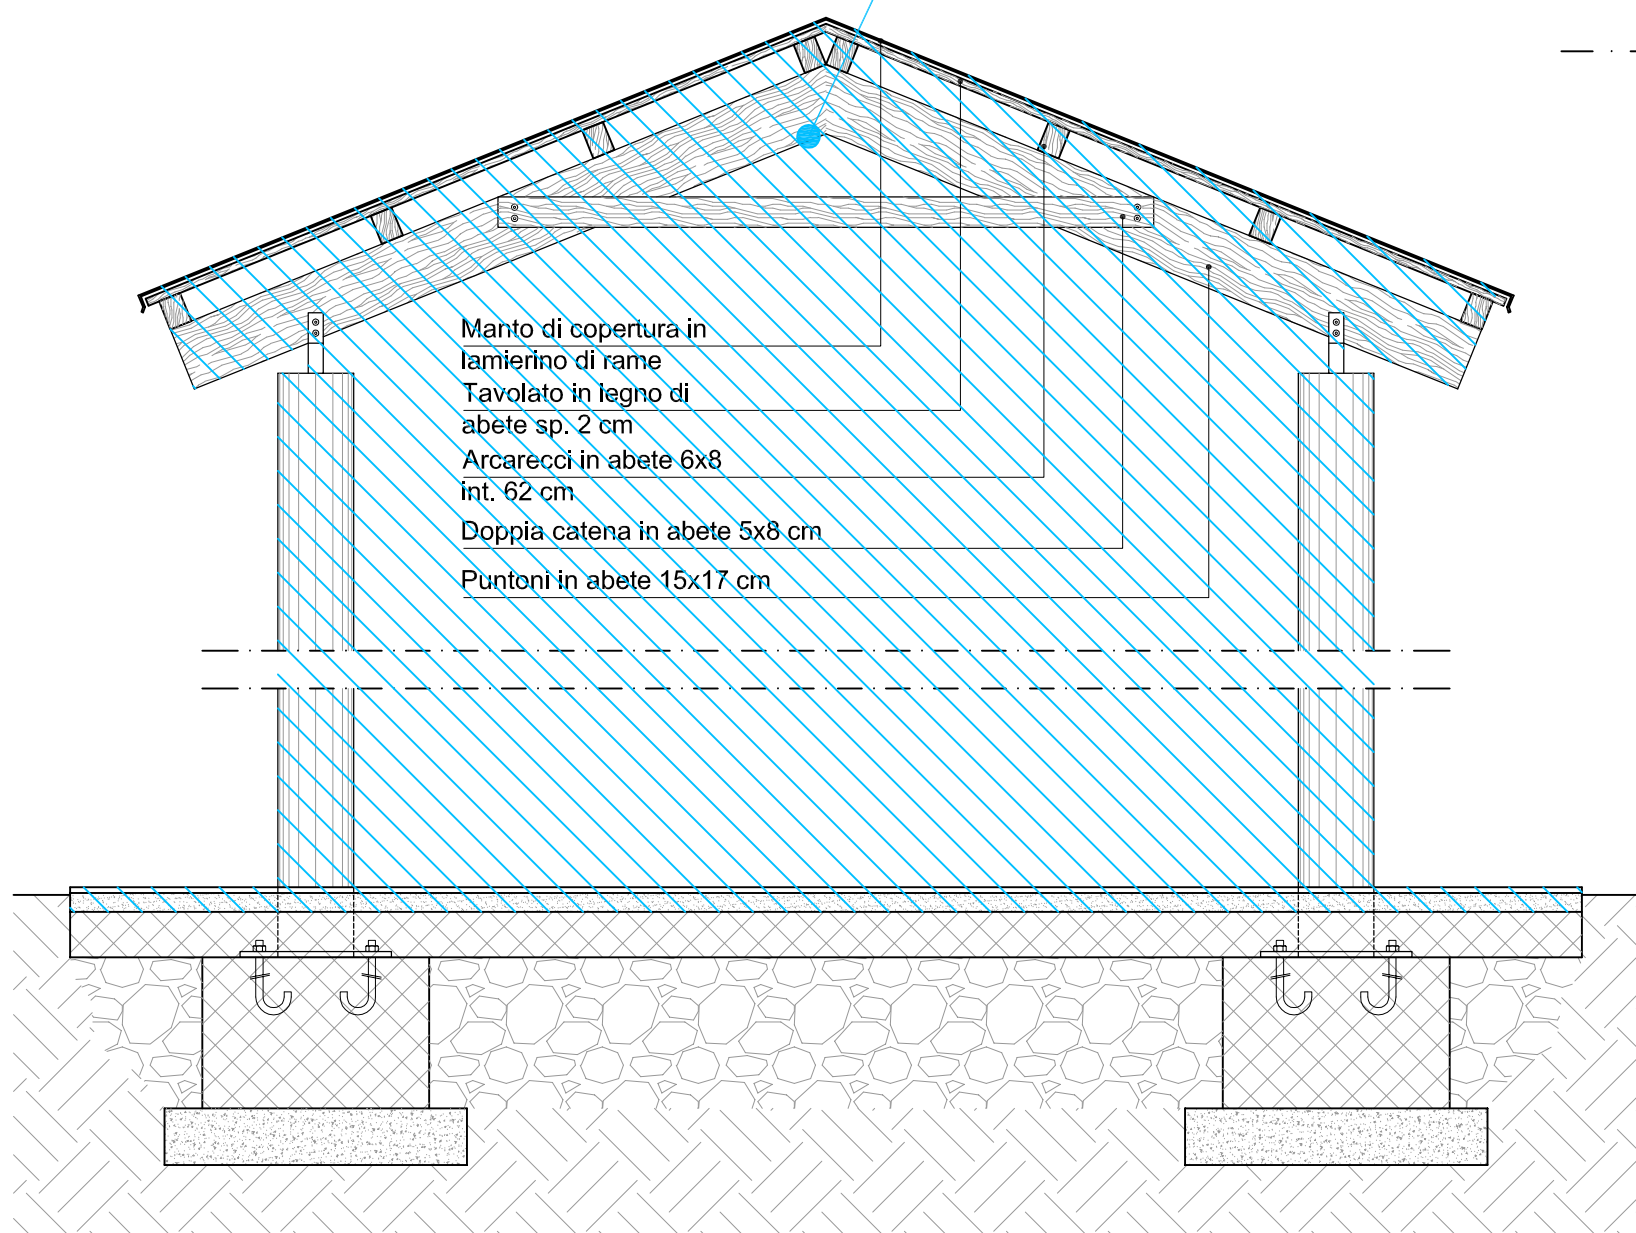 Manto di copertura in
lamierino di rame
Tavolato in legno di
abete sp. 2 cm
Arcarecci in abete 6x8
int. 62 cm
Doppia catena in abete 5x8 cm
Puntoni in abete 15x17 cm